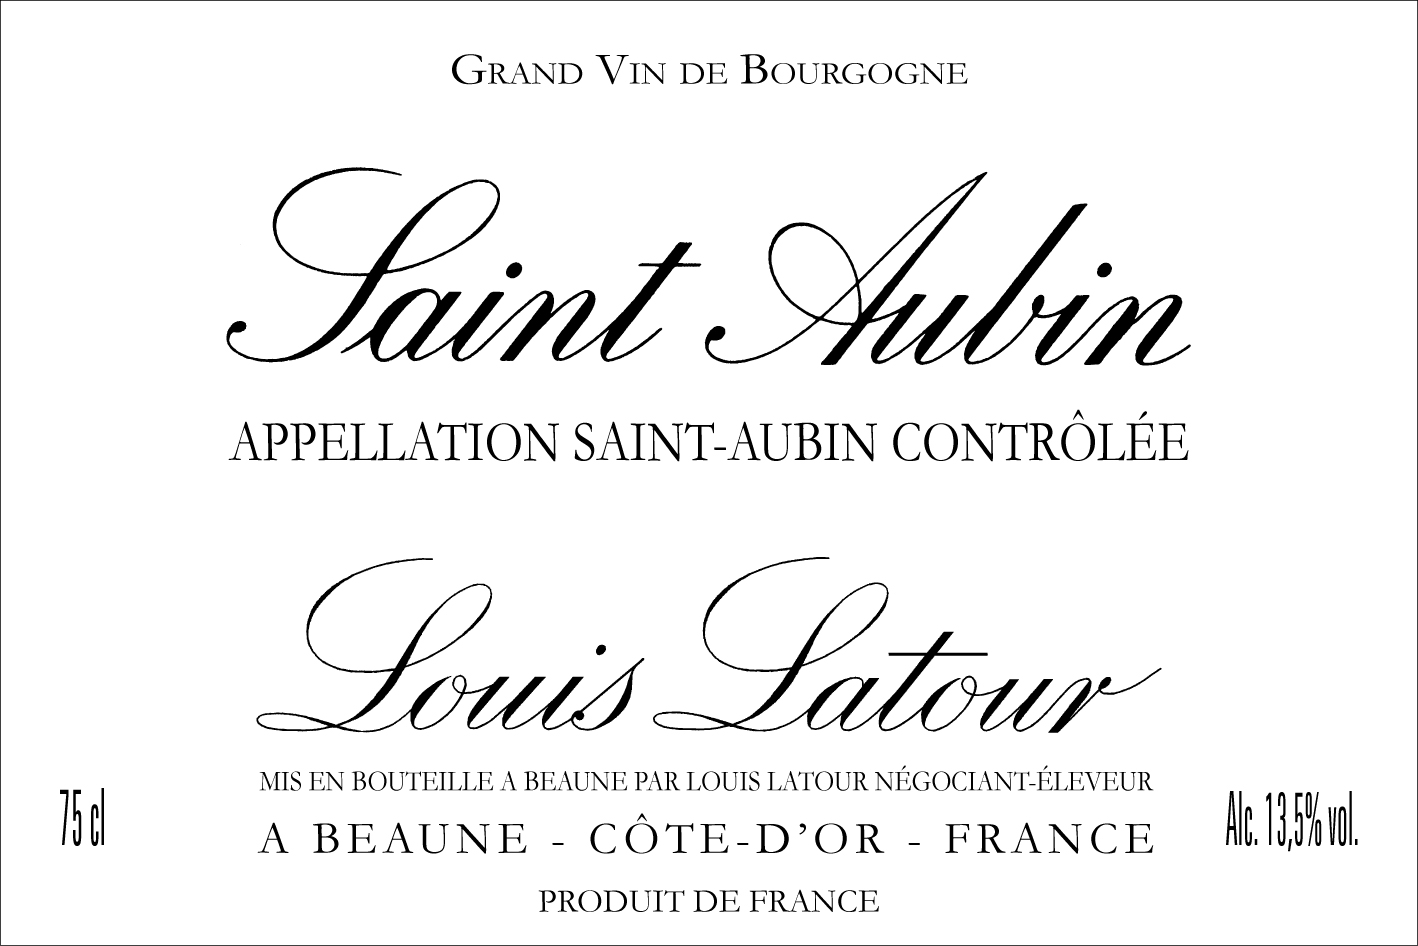 Grand Vin de Bourgogne
Saint Aubin
APPELLATION SAINT-AUBIN CONTRÔLÉE
Louis Latour
MIS EN BOUTEILLE A BEAUNE PAR LOUIS LATOUR NÉGOCIANT-ÉLEVEUR
A BEAUNE - CÔTE-D’OR - FRANCE
75 cl
Alc. 13,5% vol.
PRODUIT DE FRANCE